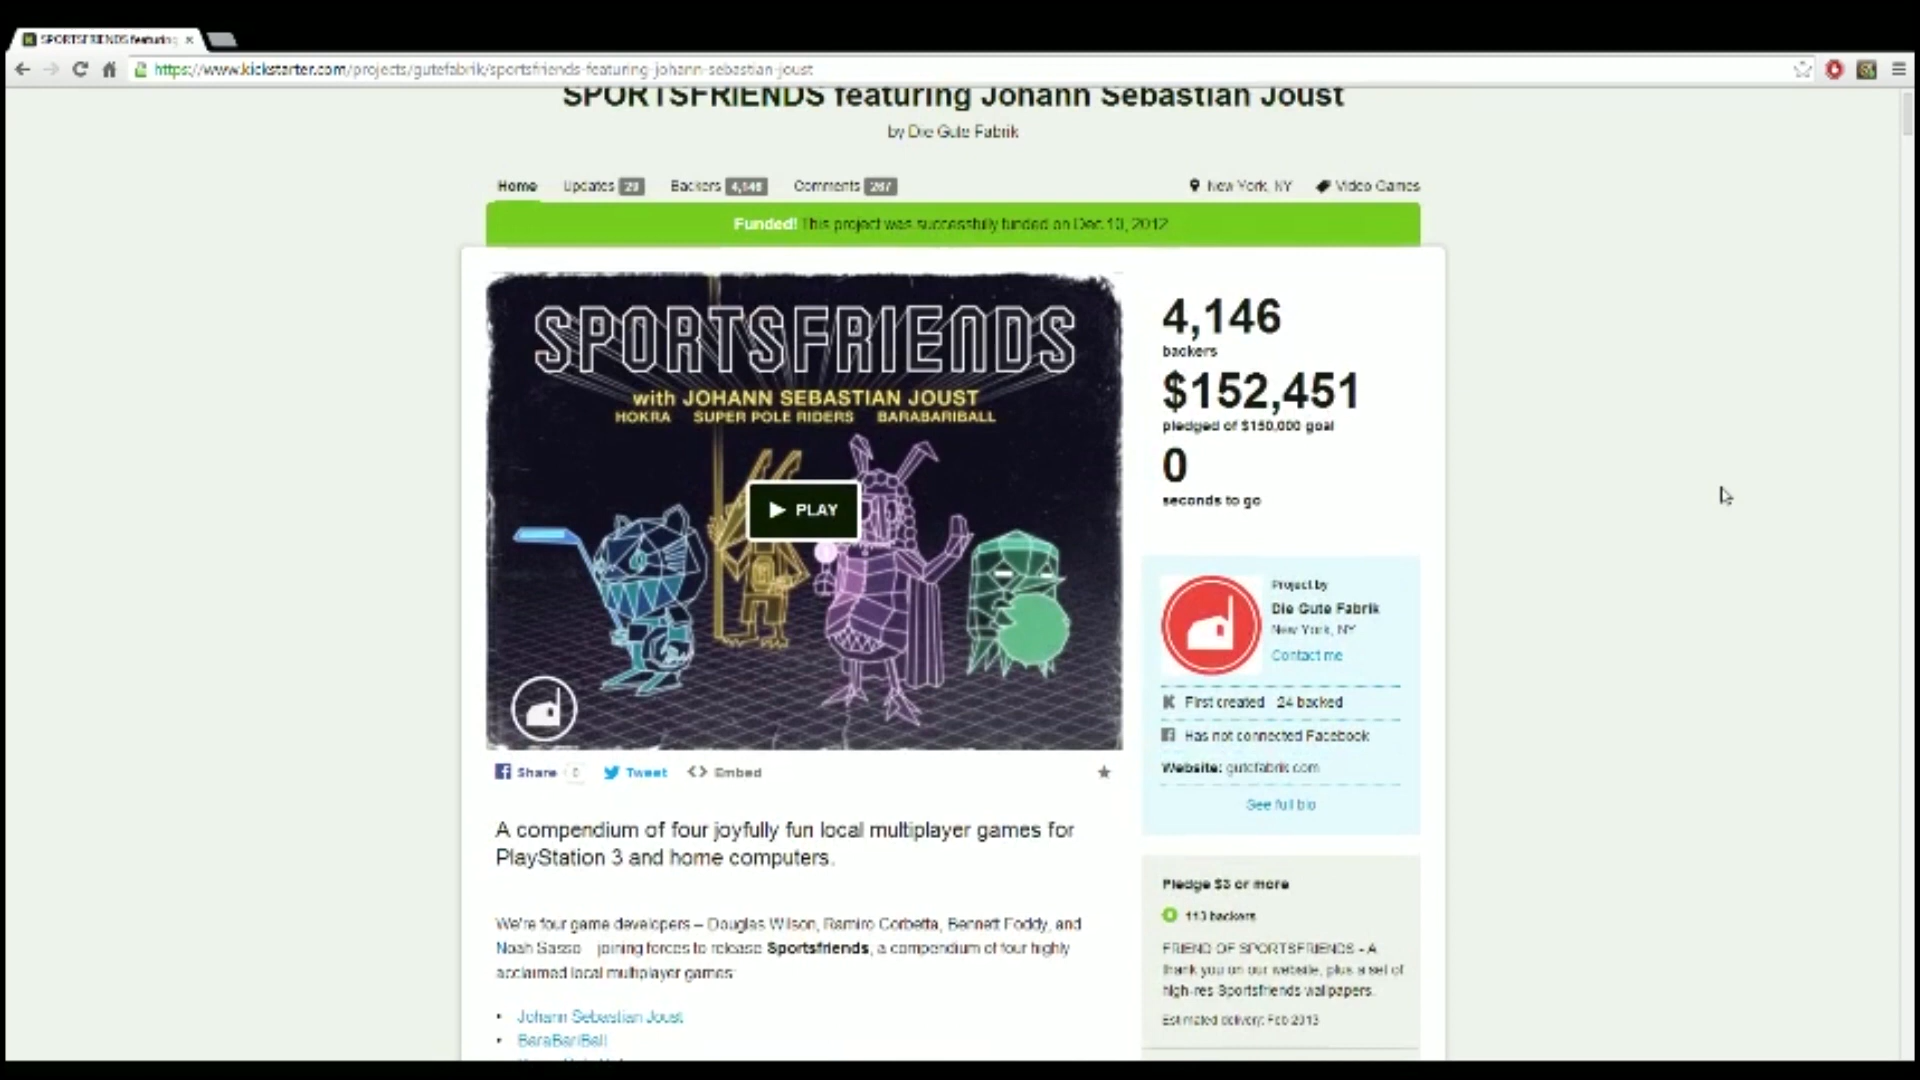 SPORTSFRIENDS featuring
https://www.kickstarter.com/projects/gutefabrik/sportsfriends-featuring-johann-sebastian-joust
SPORTSFRIENDS featuring Johann Sebastian Joust
by Die Gute Fabrik
Home Updates 29 Backers 4,146 Comments 267 New York, NY Video Games
Funded! This project was successfully funded on Dec 10, 2012
SPORTSFRIENDS
with JOHANN SEBASTIAN JOUST
HOKRA SUPER POLE RIDERS BARABARIBALL
PLAY
4,146
backers
$152,451
pledged of $150,000 goal
0
seconds to go
Project by
Die Gute Fabrik
New York, NY
Contact me
First created 24 backed
Has not connected Facebook
Website: gutefabrik.com
See full bio
Share 0 Tweet Embed
A compendium of four joyfully fun local multiplayer games for
PlayStation 3 and home computers.
We're four game developers – Douglas Wilson, Ramiro Corbetta, Bennett Foddy, and
Noah Sasso – joining forces to release Sportsfriends, a compendium of four highly
acclaimed local multiplayer games:
• Johann Sebastian Joust
• BaraBariBall
Pledge $3 or more
113 backers
FRIEND OF SPORTSFRIENDS - A
thank you on our website, plus a set of
high-res Sportsfriends wallpapers.
Estimated delivery: Feb 2013